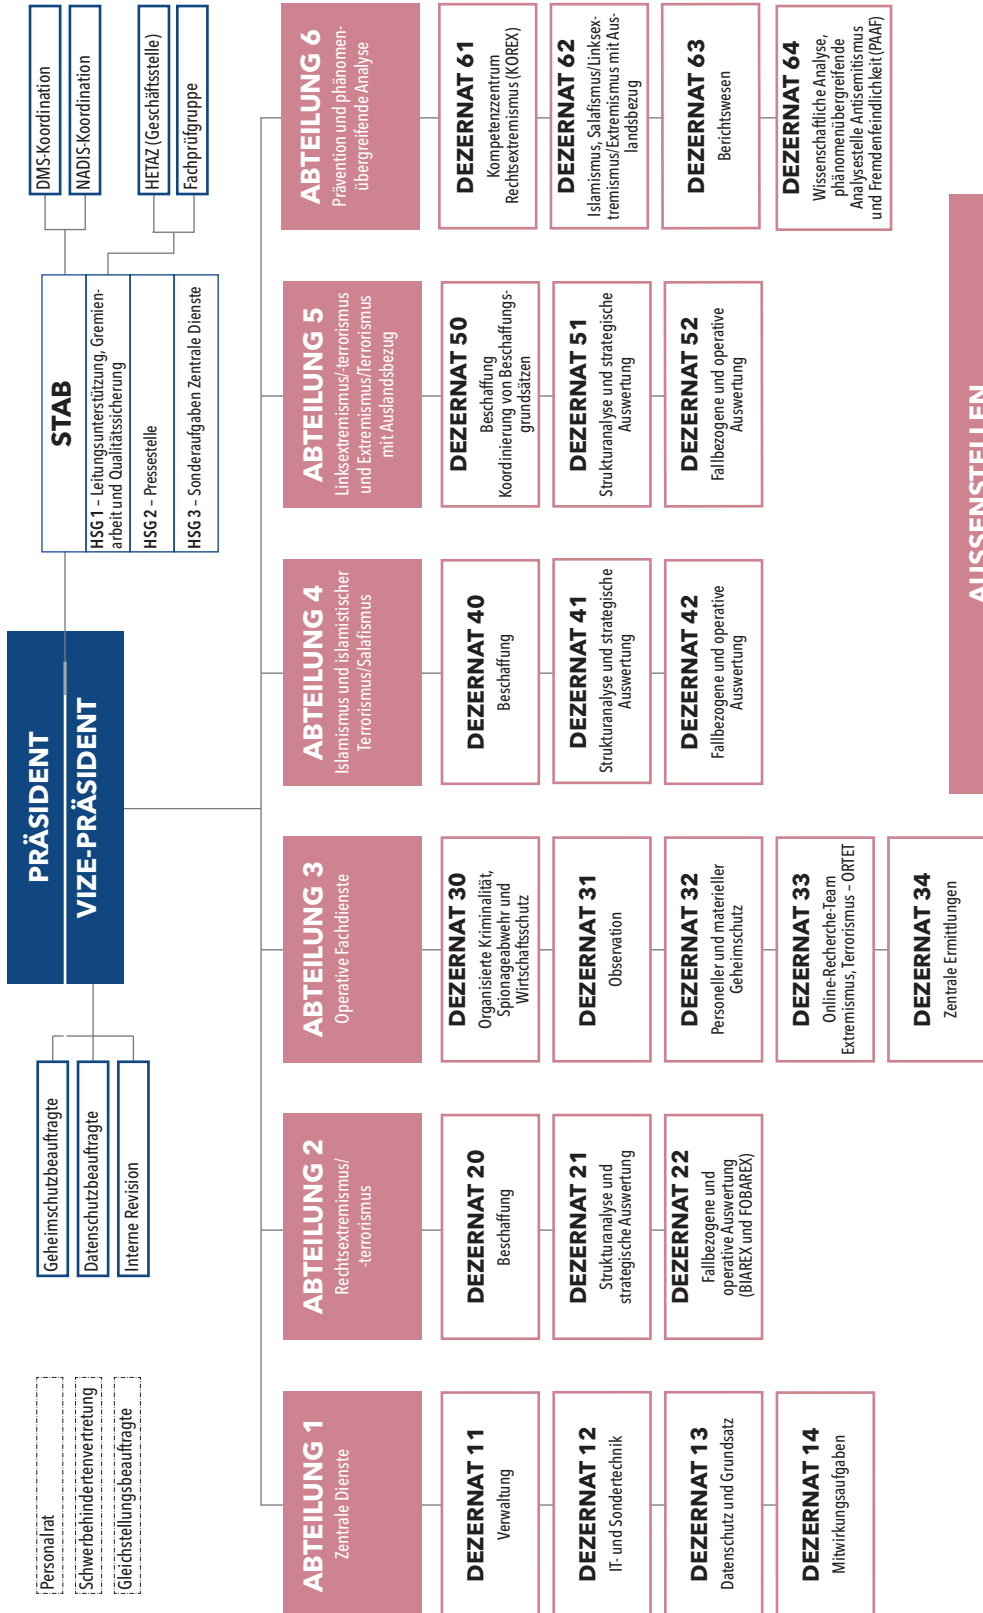 PRÄSIDENT
VIZE-PRÄSIDENT
Personalrat
Schwerbehindertenvertretung
Gleichstellungsbeauftragte
Geheimschutzbeauftragte
Datenschutzbeauftragte
Interne Revision
STAB
HSG 1 – Leitungsunterstützung, Gremien-
arbeit und Qualitätssicherung
HSG 2 – Pressestelle
HSG 3 – Sonderaufgaben Zentrale Dienste
DMS-Koordination
NADIS-Koordination
HETAZ (Geschäftsstelle)
Fachprüfgruppe
ABTEILUNG 1
Zentrale Dienste
DEZERNAT 11
Verwaltung
DEZERNAT 12
IT- und Sondertechnik
DEZERNAT 13
Datenschutz und Grundsatz
DEZERNAT 14
Mitwirkungsaufgaben
ABTEILUNG 2
Rechtsextremismus/
-terrorismus
DEZERNAT 20
Beschaffung
DEZERNAT 21
Strukturanalyse und
strategische Auswertung
DEZERNAT 22
Fallbezogene und
operative Auswertung
(BIAREX und FOBAREX)
ABTEILUNG 3
Operative Fachdienste
DEZERNAT 30
Organisierte Kriminalität,
Spionageabwehr und
Wirtschaftsschutz
DEZERNAT 31
Observation
DEZERNAT 32
Personeller und materieller
Geheimschutz
DEZERNAT 33
Online-Recherche-Team
Extremismus, Terrorismus – ORTET
DEZERNAT 34
Zentrale Ermittlungen
ABTEILUNG 4
Islamismus und islamistischer
Terrorismus/Salafismus
DEZERNAT 40
Beschaffung
DEZERNAT 41
Strukturanalyse und strategische
Auswertung
DEZERNAT 42
Fallbezogene und operative
Auswertung
ABTEILUNG 5
Linksextremismus/-terrorismus
und Extremismus/Terrorismus
mit Auslandsbezug
DEZERNAT 50
Beschaffung
Koordinierung von Beschaffungs-
grundsätzen
DEZERNAT 51
Strukturanalyse und strategische
Auswertung
DEZERNAT 52
Fallbezogene und operative
Auswertung
ABTEILUNG 6
Prävention und phänomen-
übergreifende Analyse
DEZERNAT 61
Kompetenzzentrum
Rechtsextremismus (KOREX)
DEZERNAT 62
Islamismus, Salafismus/Linksex-
tremismus/Extremismus mit Aus-
landsbezug
DEZERNAT 63
Berichtswesen
DEZERNAT 64
Wissenschaftliche Analyse,
phänomenübergreifende
Analysestelle Antisemitismus
und Fremdenfeindlichkeit (PAAF)
AUSSENSTELLEN